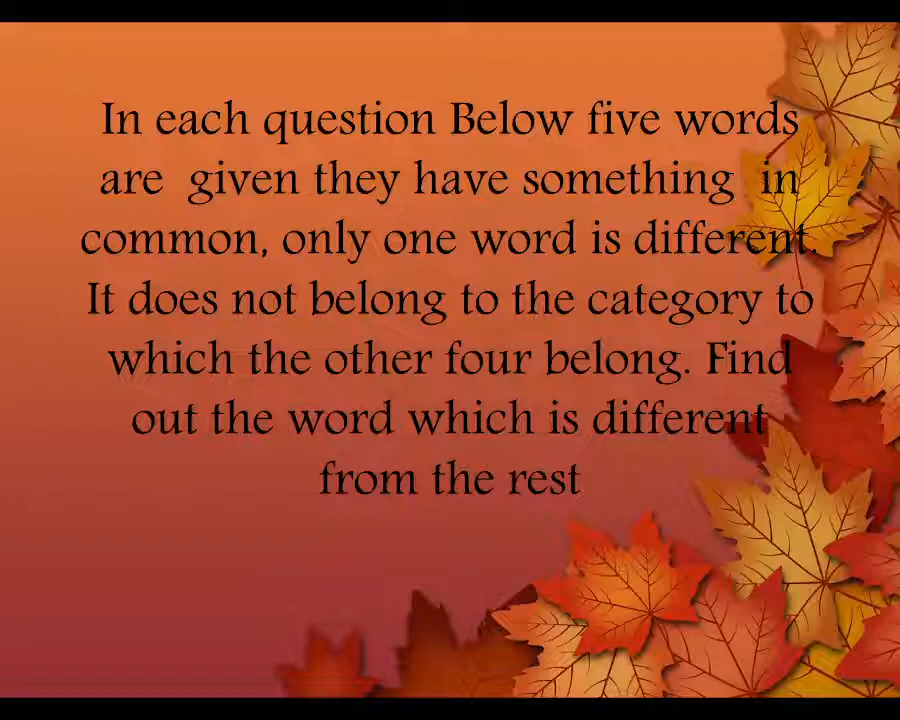 In each question Below five words
are given they have something in
common, only one word is different.
It does not belong to the category to
which the other four belong. Find
out the word which is different
from the rest